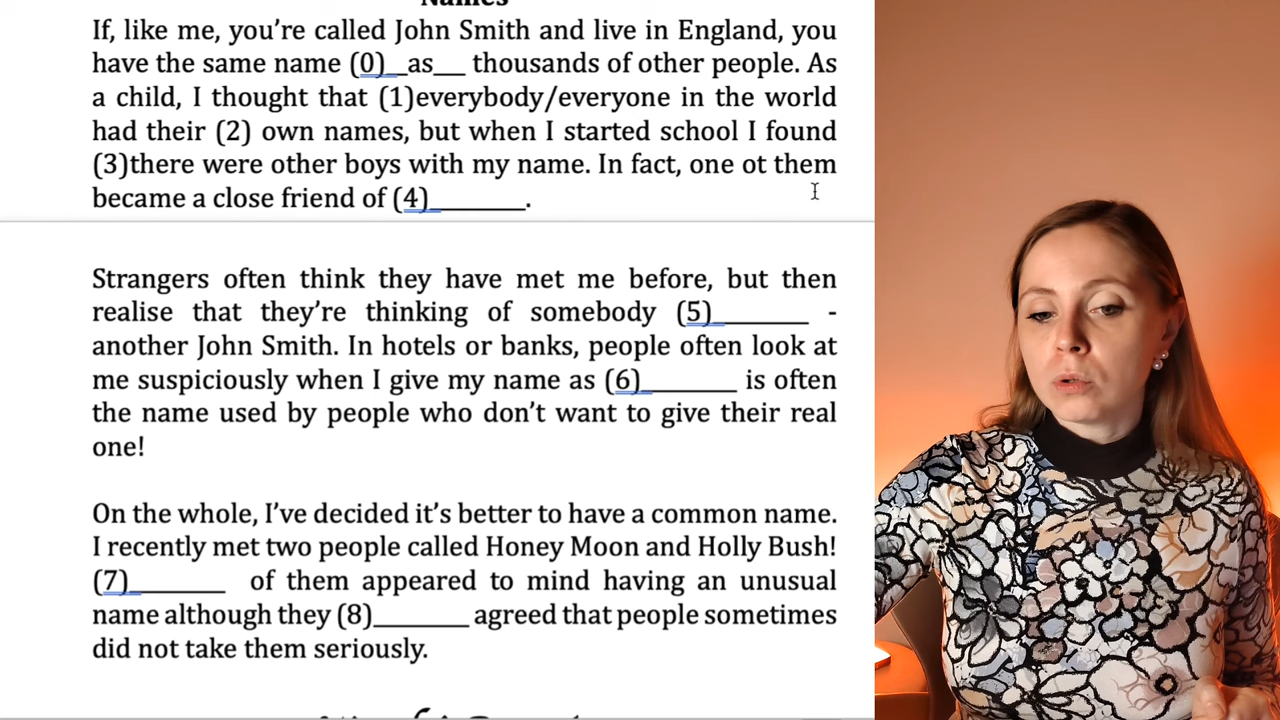 Names
If, like me, you're called John Smith and live in England, you
have the same name (0)__as__ thousands of other people. As
a child, I thought that (1)everybody/everyone in the world
had their (2) own names, but when I started school I found
(3)there were other boys with my name. In fact, one ot them
became a close friend of (4)________.
Strangers often think they have met me before, but then
realise that they're thinking of somebody (5)________ -
another John Smith. In hotels or banks, people often look at
me suspiciously when I give my name as (6)________ is often
the name used by people who don't want to give their real
one!
On the whole, I've decided it's better to have a common name.
I recently met two people called Honey Moon and Holly Bush!
(7)________ of them appeared to mind having an unusual
name although they (8)________ agreed that people sometimes
did not take them seriously.